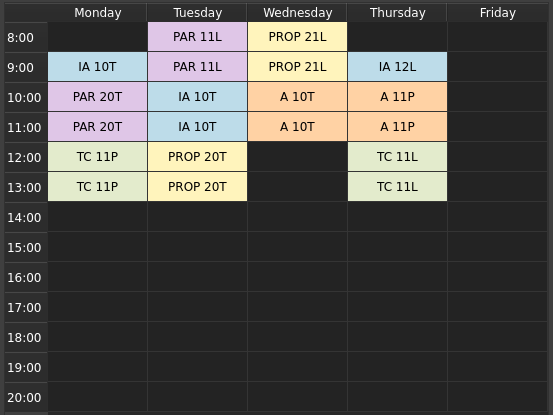 Monday Tuesday Wednesday Thursday Friday
8:00 PAR 11L PROP 21L
9:00 IA 10T PAR 11L PROP 21L IA 12L
10:00 PAR 20T IA 10T A 10T A 11P
11:00 PAR 20T IA 10T A 10T A 11P
12:00 TC 11P PROP 20T TC 11L
13:00 TC 11P PROP 20T TC 11L
14:00
15:00
16:00
17:00
18:00
19:00
20:00